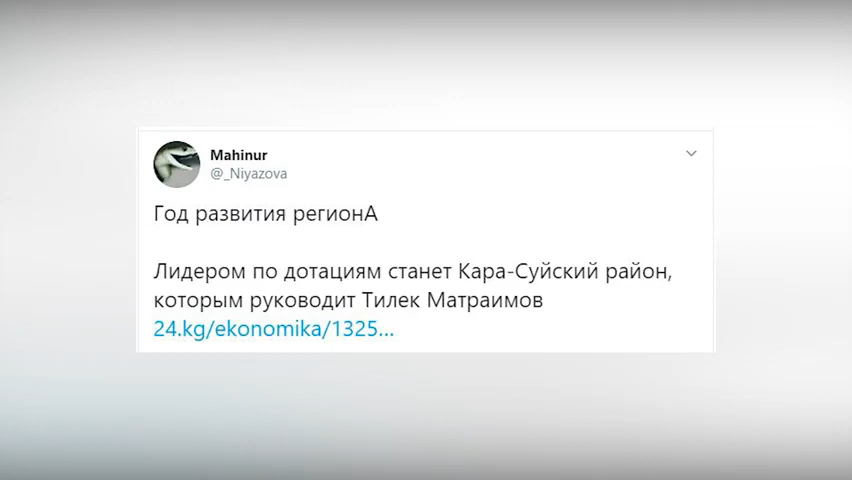 Mahinur
@_Niyazova
Год развития регионА
Лидером по дотациям станет Кара-Суйский район,
которым руководит Тилек Матраимов
24.kg/ekonomika/1325...